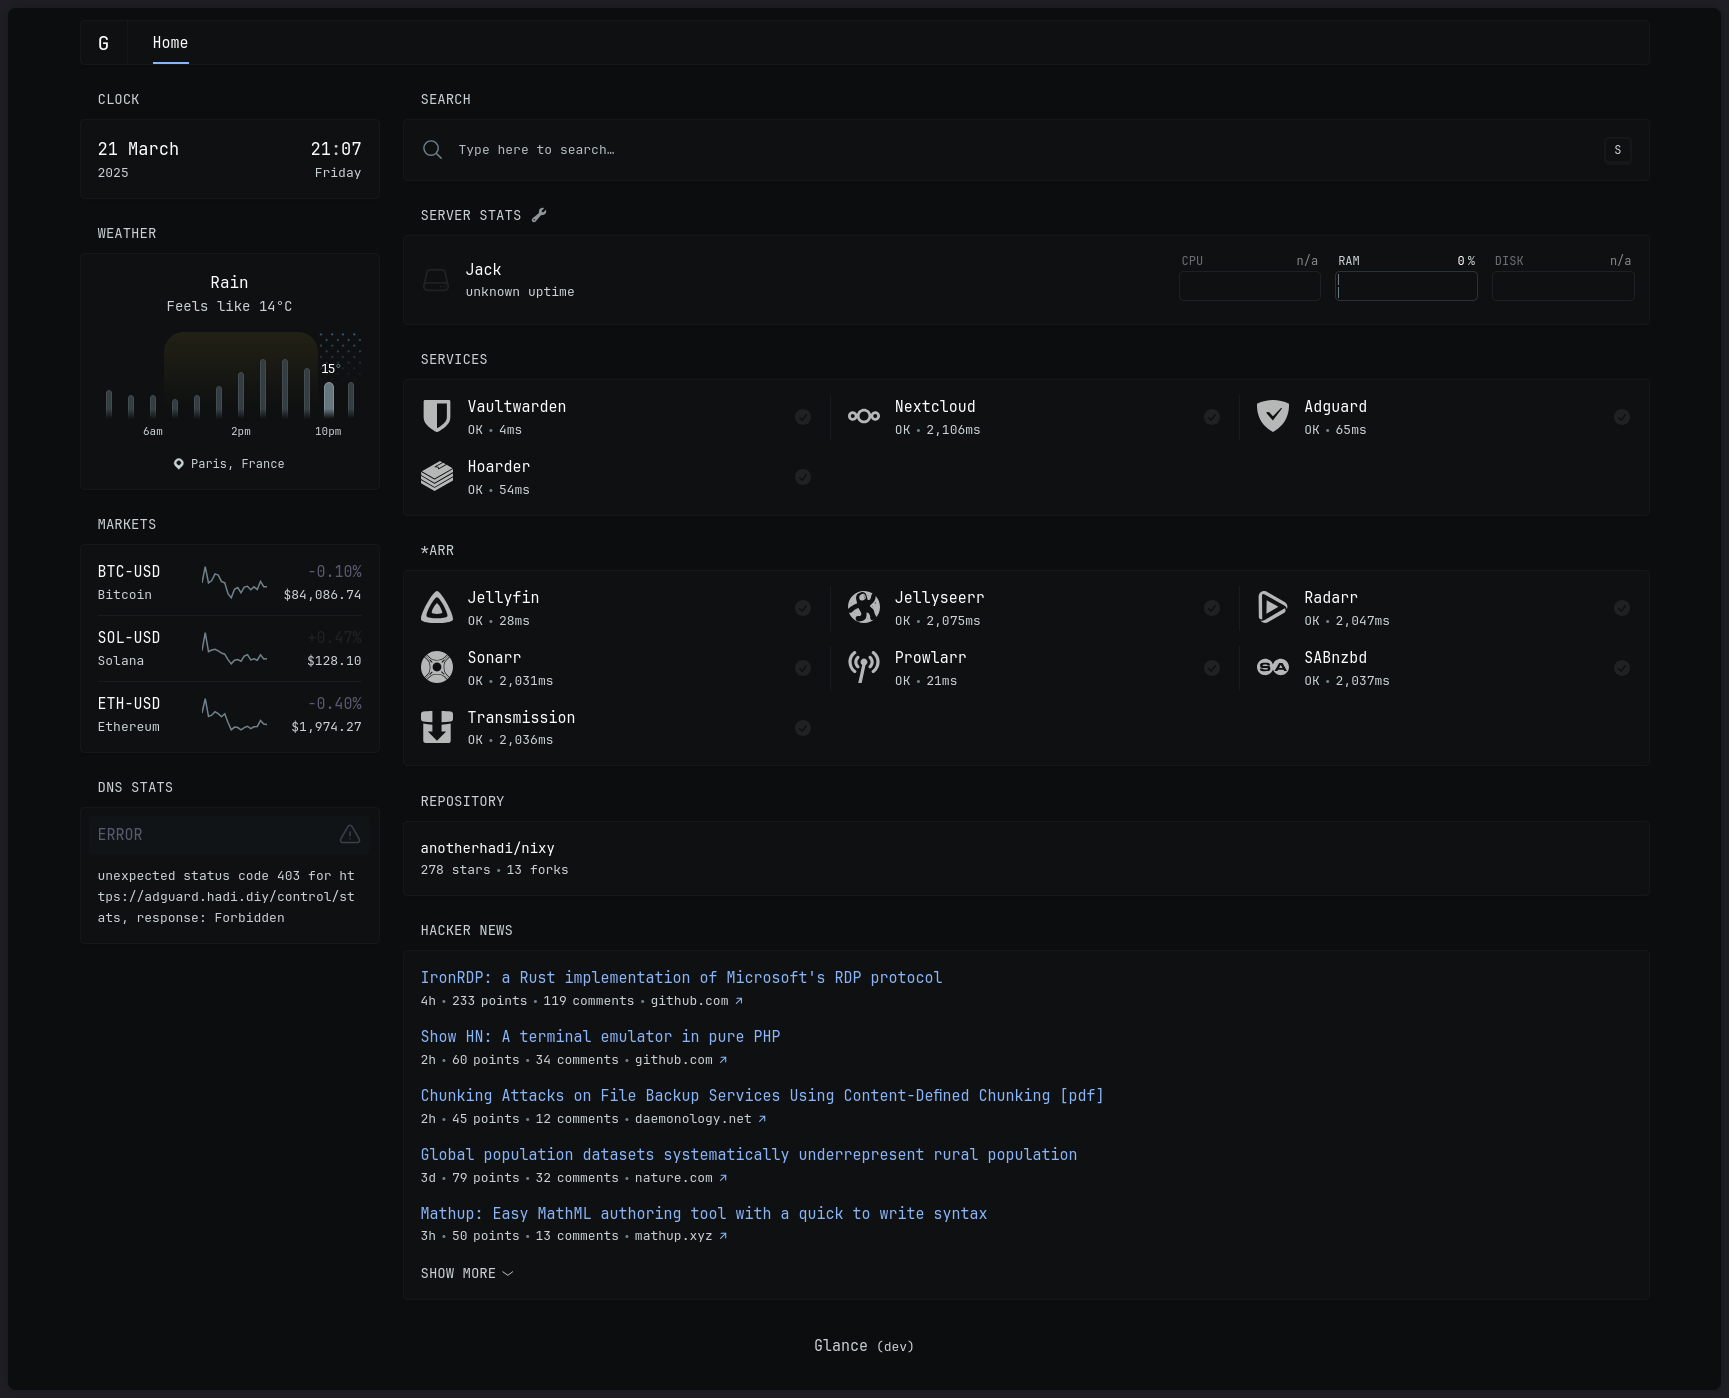 G Home
CLOCK
21 March 21:07
2025 Friday
WEATHER
Rain
Feels like 14°C
15°
6am 2pm 10pm
Paris, France
MARKETS
BTC-USD -0.10%
Bitcoin $84,086.74
SOL-USD +0.47%
Solana $128.10
ETH-USD -0.40%
Ethereum $1,974.27
DNS STATS
ERROR
unexpected status code 403 for ht
tps://adguard.hadi.diy/control/st
ats, response: Forbidden
SEARCH
Type here to search… S
SERVER STATS
Jack
unknown uptime
CPU n/a RAM 0% DISK n/a
SERVICES
Vaultwarden
OK • 4ms
Nextcloud
OK • 2,106ms
Adguard
OK • 65ms
Hoarder
OK • 54ms
*ARR
Jellyfin
OK • 28ms
Jellyseerr
OK • 2,075ms
Radarr
OK • 2,047ms
Sonarr
OK • 2,031ms
Prowlarr
OK • 21ms
SA
SABnzbd
OK • 2,037ms
Transmission
OK • 2,036ms
REPOSITORY
anotherhadi/nixy
278 stars • 13 forks
HACKER NEWS
IronRDP: a Rust implementation of Microsoft's RDP protocol
4h • 233 points • 119 comments • github.com ↗
Show HN: A terminal emulator in pure PHP
2h • 60 points • 34 comments • github.com ↗
Chunking Attacks on File Backup Services Using Content-Defined Chunking [pdf]
2h • 45 points • 12 comments • daemonology.net ↗
Global population datasets systematically underrepresent rural population
3d • 79 points • 32 comments • nature.com ↗
Mathup: Easy MathML authoring tool with a quick to write syntax
3h • 50 points • 13 comments • mathup.xyz ↗
SHOW MORE
Glance (dev)